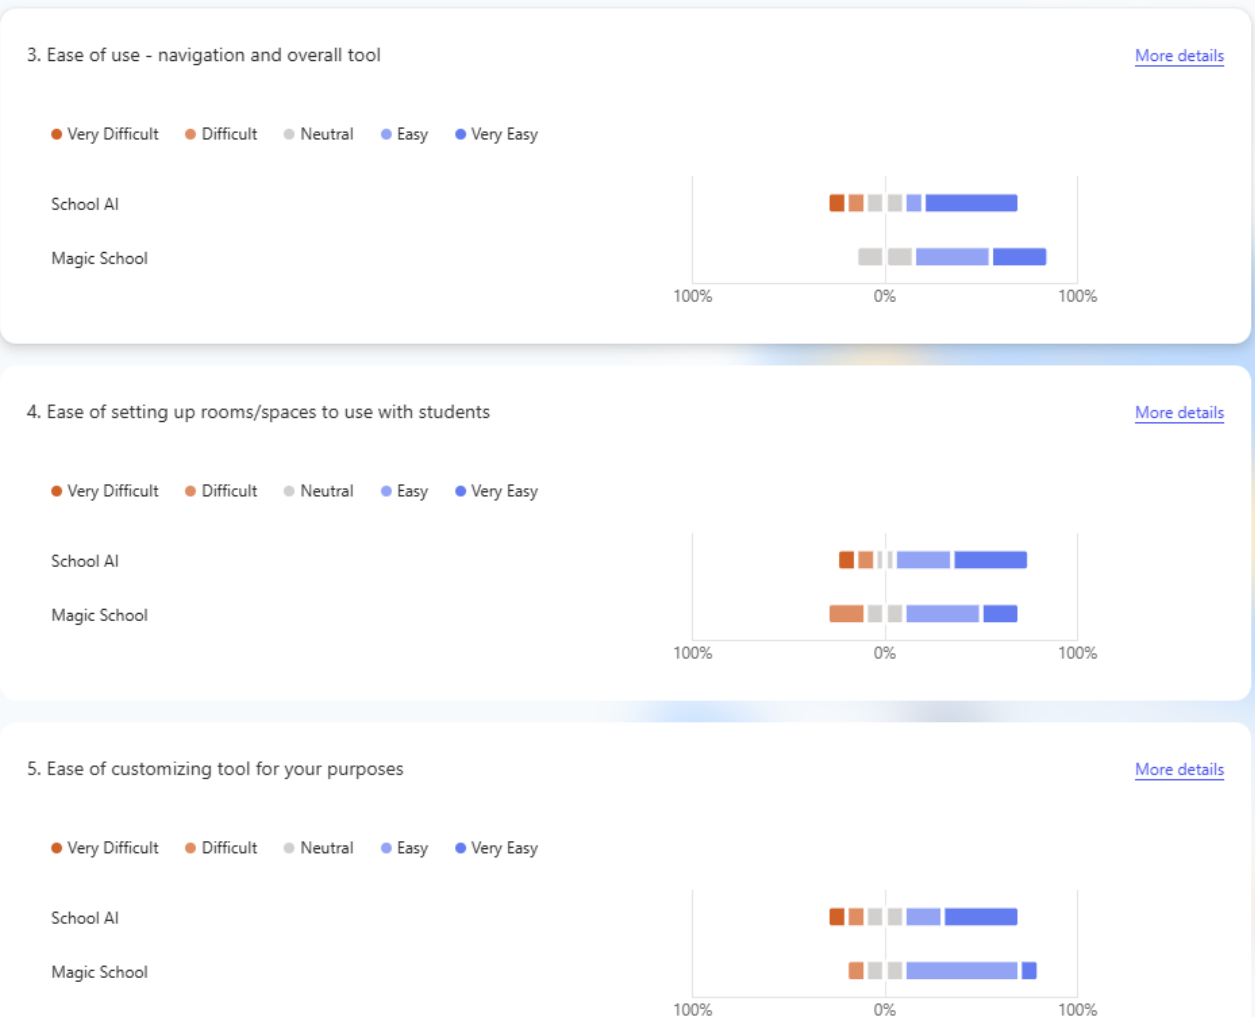 3. Ease of use - navigation and overall tool
More details
Very Difficult Difficult Neutral Easy Very Easy
School AI
Magic School
100% 0% 100%
4. Ease of setting up rooms/spaces to use with students
More details
Very Difficult Difficult Neutral Easy Very Easy
School AI
Magic School
100% 0% 100%
5. Ease of customizing tool for your purposes
More details
Very Difficult Difficult Neutral Easy Very Easy
School AI
Magic School
100% 0% 100%